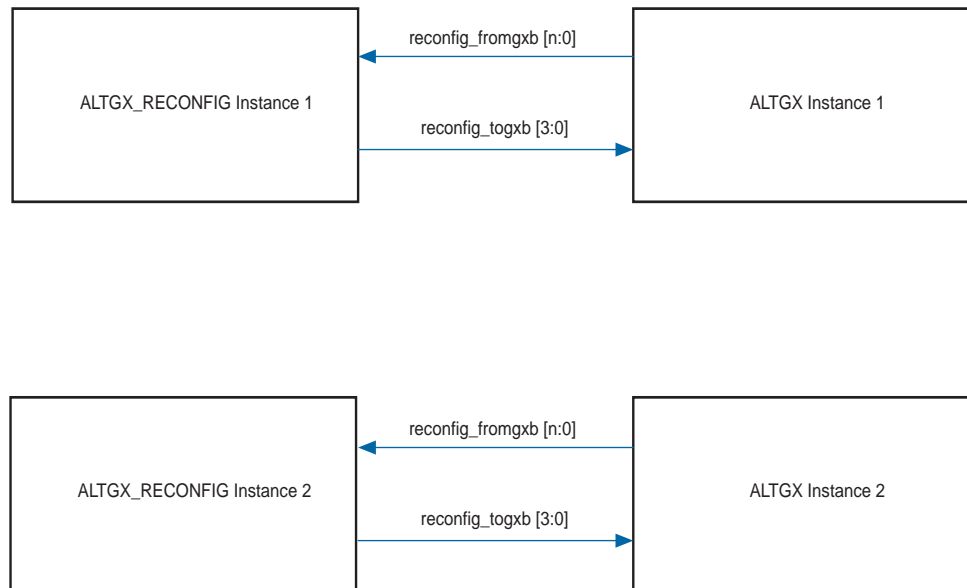 reconfig_fromgxb [n:0]
ALTGX_RECONFIG Instance 1
ALTGX Instance 1
reconfig_togxb [3:0]
reconfig_fromgxb [n:0]
ALTGX_RECONFIG Instance 2
ALTGX Instance 2
reconfig_togxb [3:0]